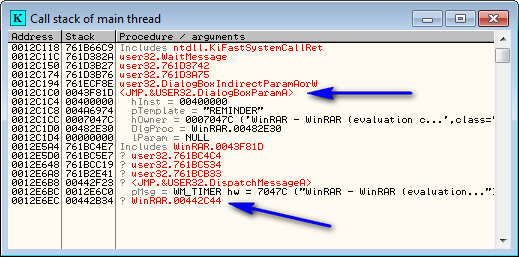 K Call stack of main thread
Address Stack Procedure / arguments
0012C118 761B66C9 Includes ntdll.KiFastSystemCallRet
0012C11C 761D382A user32.WaitMessage
0012C150 761D3A27 user32.761D3742
0012C174 761D3B76 user32.761D3A75
0012C194 761ECF8E user32.DialogBoxIndirectParamAorW
0012C1C0 0043F81D <JMP.&USER32.DialogBoxParamA>
0012C1C4 00400000 hInst = 00400000
0012C1C8 004A6974 pTemplate = "REMINDER"
0012C1CC 0007047C hOwner = 0007047C ('WinRAR - WinRAR (evaluation c...',class="
0012C1D0 00482E30 DlgProc = WinRAR.00482E30
0012C1D4 00000000 lParam = NULL
0012E5A4 761BC4E7 Includes WinRAR.0043F81D
0012E5D0 761BC5E7 ? user32.761BC4C4
0012E648 761BCC19 ? user32.761BC534
0012E6A8 762B2E41 ? user32.761BCB33
0012E6B8 00442F23 ? <JMP.&USER32.DispatchMessageA>
0012E6BC 0012E6C0 pMsg = WM_TIMER hw = 7047C ("WinRAR - WinRAR (evaluation..."
0012E6EC 00442B34 ? WinRAR.00442C44